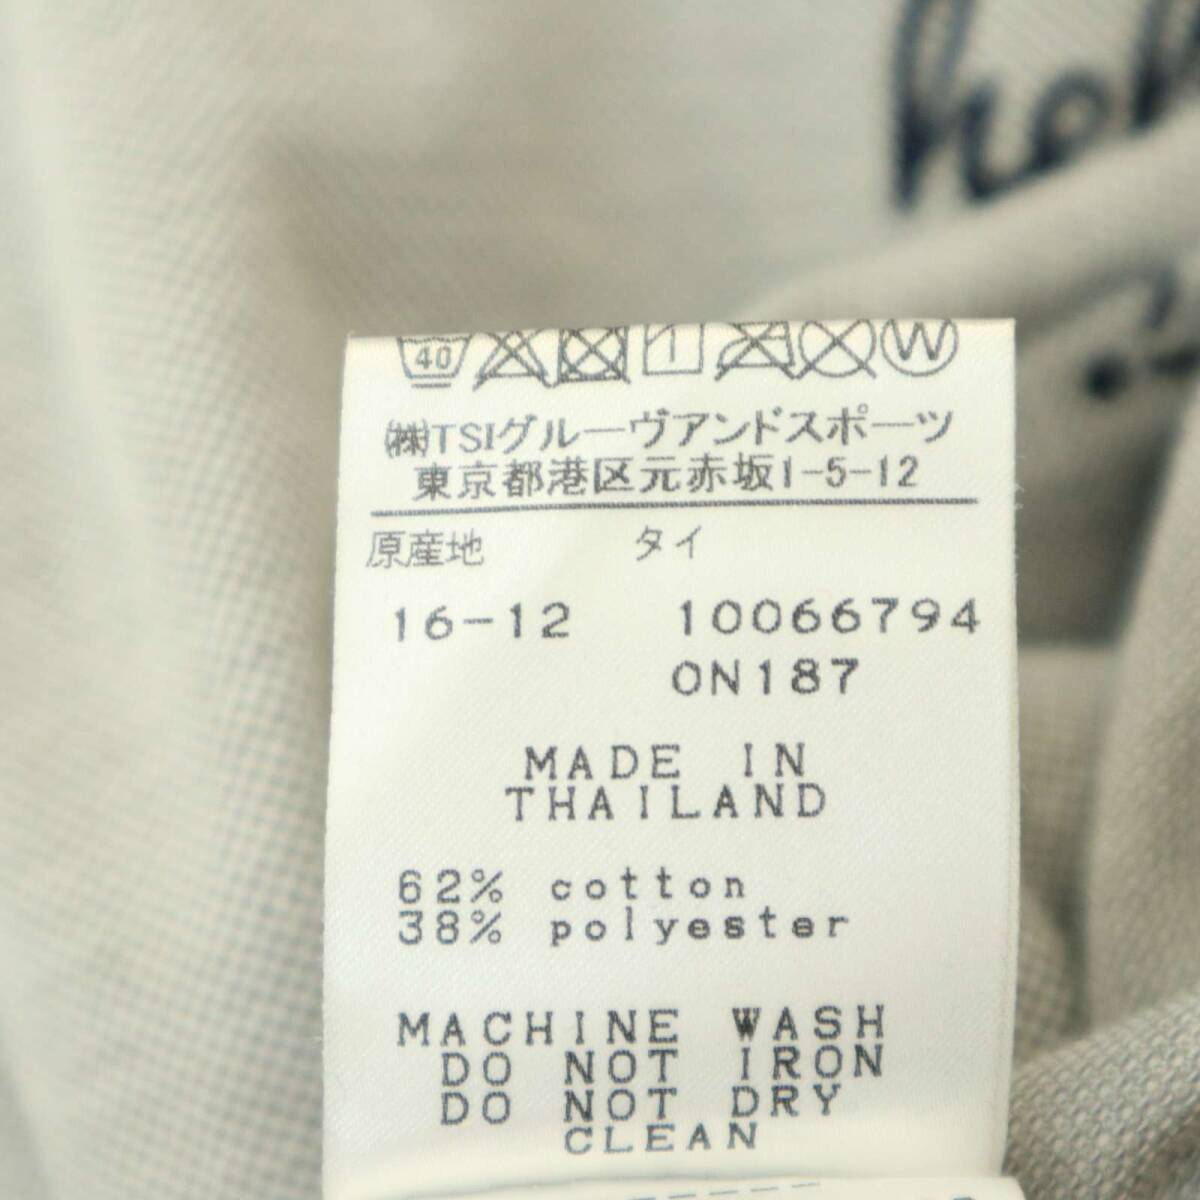 40 1 W
㈱TSIグルーヴアンドスポーツ
東京都港区元赤坂1-5-12
原産地 タイ
16-12 10066794
ON187
MADE IN
THAILAND
62% cotton
38% polyester
MACHINE WASH
DO NOT IRON
DO NOT DRY
CLEAN